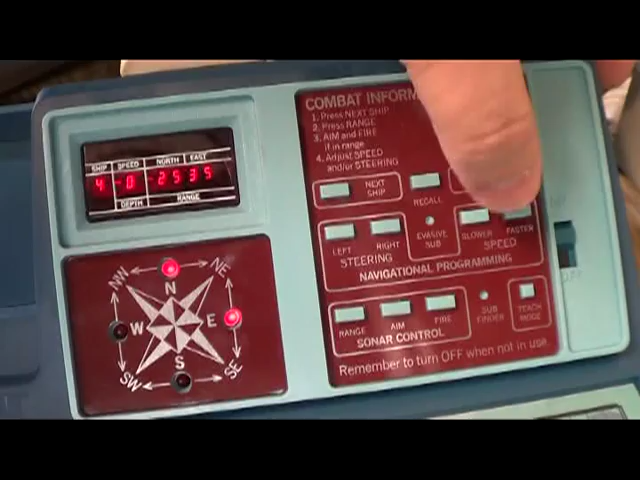 COMBAT INFORM
1. Press NEXT SHIP
2. Press RANGE
3. AIM and FIRE
if in range
4. Adjust SPEED
and/or STEERING
SHIP SPEED NORTH EAST
4 -0 2535
DEPTH RANGE
NEXT
SHIP
RECALL
LEFT RIGHT
STEERING
EVASIVE
SUB
SLOWER FASTER
SPEED
NAVIGATIONAL PROGRAMMING
RANGE AIM FIRE
SONAR CONTROL
SUB
FINDER
TEACH
MODE
Remember to turn OFF when not in use.
NW N NE
W E
SW S SE